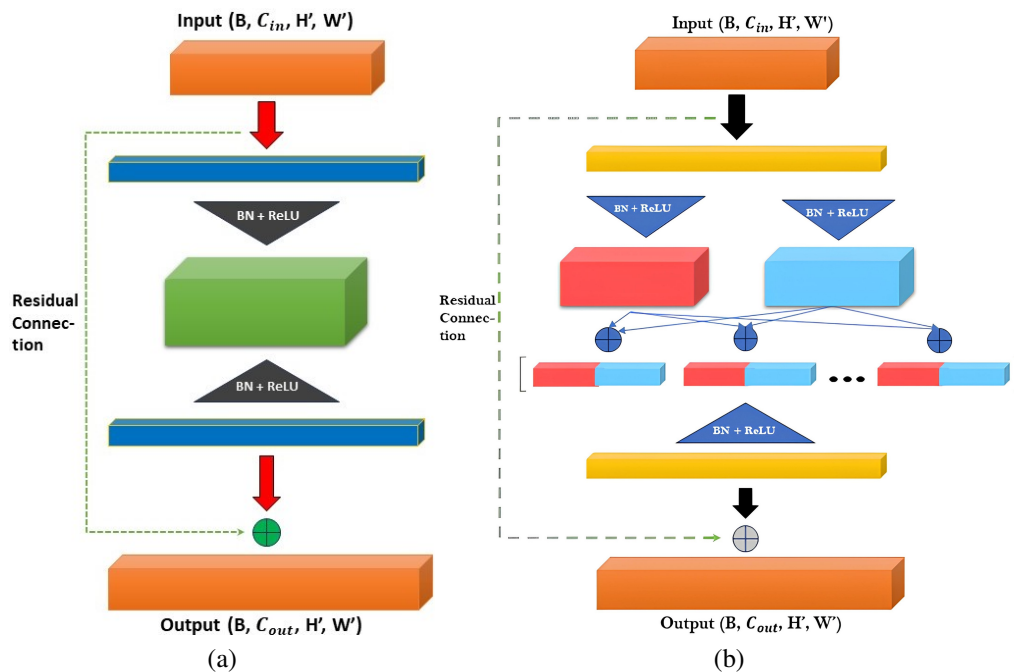 Input (B, C_in, H', W')
BN + ReLU
Residual
Connec-
tion
BN + ReLU
Output (B, C_out, H', W')
(a)
Input (B, C_in, H', W')
BN + ReLU
BN + ReLU
Residual
Connec-
tion
BN + ReLU
Output (B, C_out, H', W')
(b)